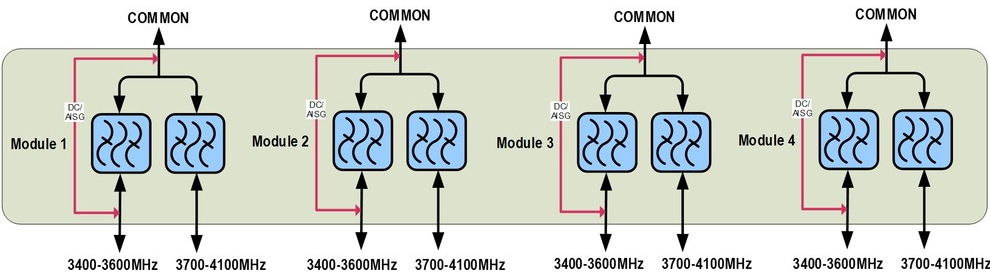 COMMON
COMMON
COMMON
COMMON
DC/
AISG
DC/
AISG
DC/
AISG
DC/
AISG
Module 1
Module 2
Module 3
Module 4
3400-3600MHz
3700-4100MHz
3400-3600MHz
3700-4100MHz
3400-3600MHz
3700-4100MHz
3400-3600MHz
3700-4100MHz